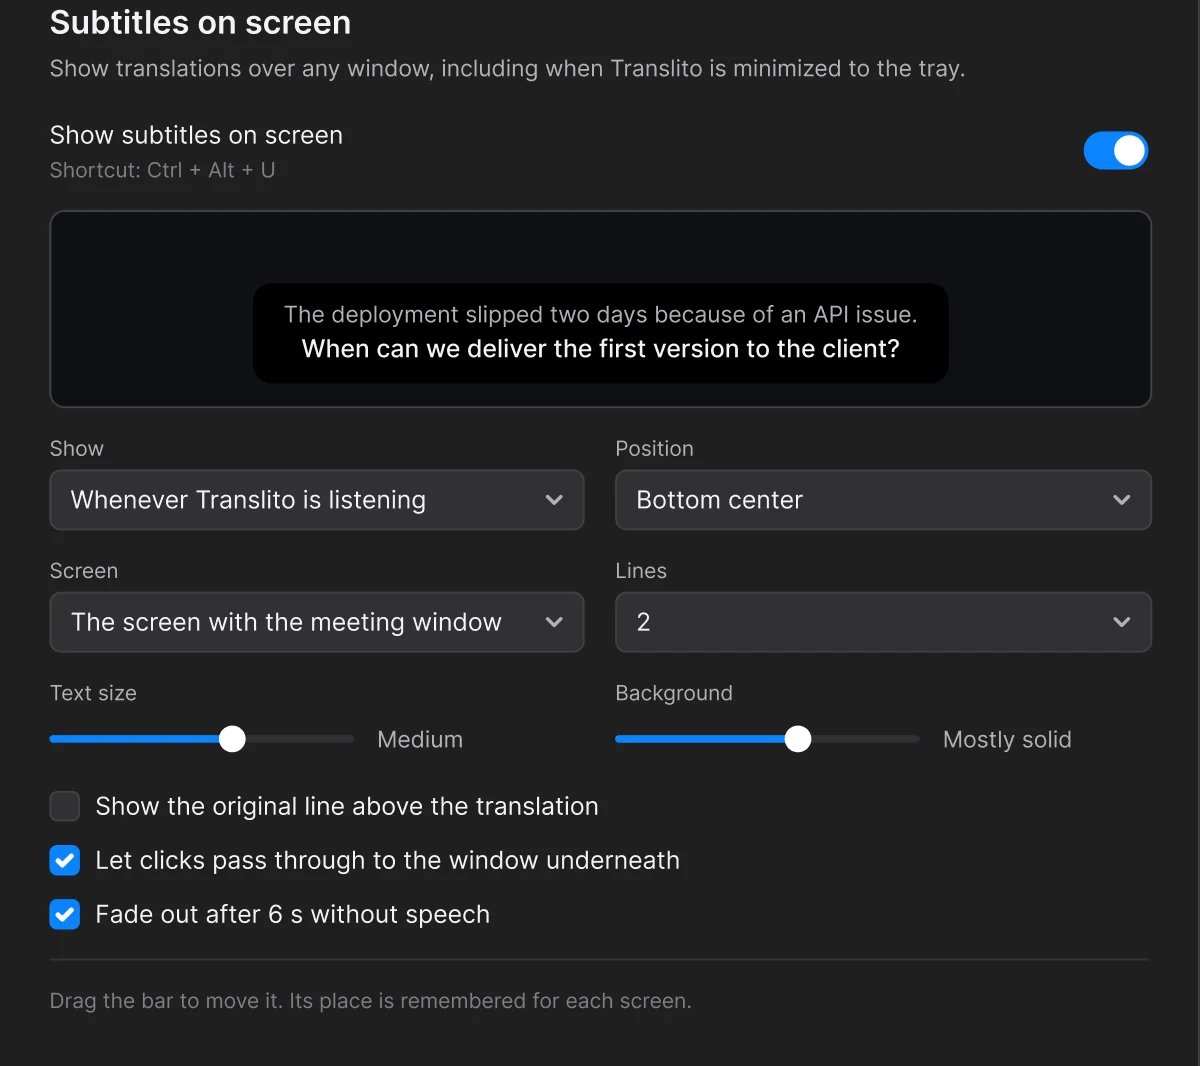 Subtitles on screen
Show translations over any window, including when Translito is minimized to the tray.
Show subtitles on screen
Shortcut: Ctrl + Alt + U
The deployment slipped two days because of an API issue.
When can we deliver the first version to the client?
Show
Position
Whenever Translito is listening
Bottom center
Screen
Lines
The screen with the meeting window
2
Text size
Background
Medium
Mostly solid
Show the original line above the translation
Let clicks pass through to the window underneath
Fade out after 6 s without speech
Drag the bar to move it. Its place is remembered for each screen.